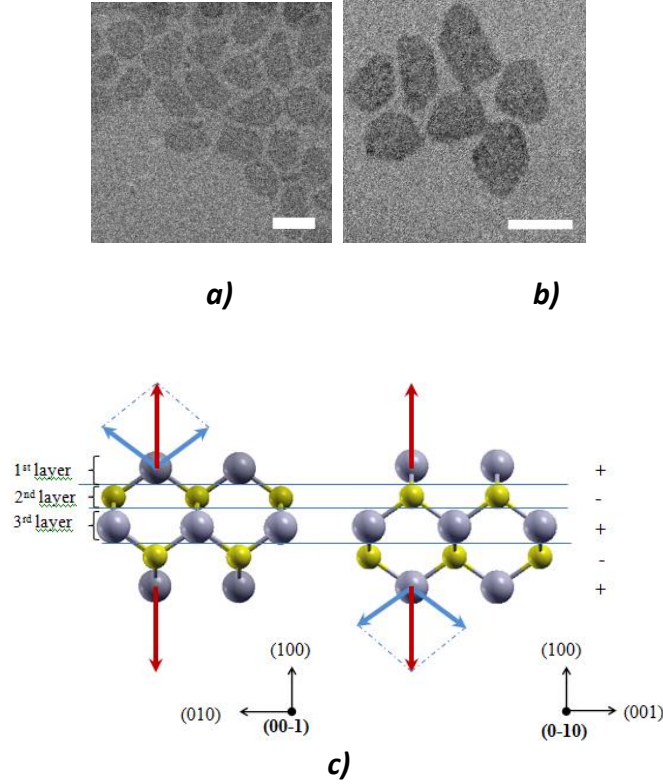 a)
b)
1st layer
2nd layer
3rd layer
+
-
+
-
+
(100)
(010)
(00-1)
(100)
(001)
(0-10)
c)